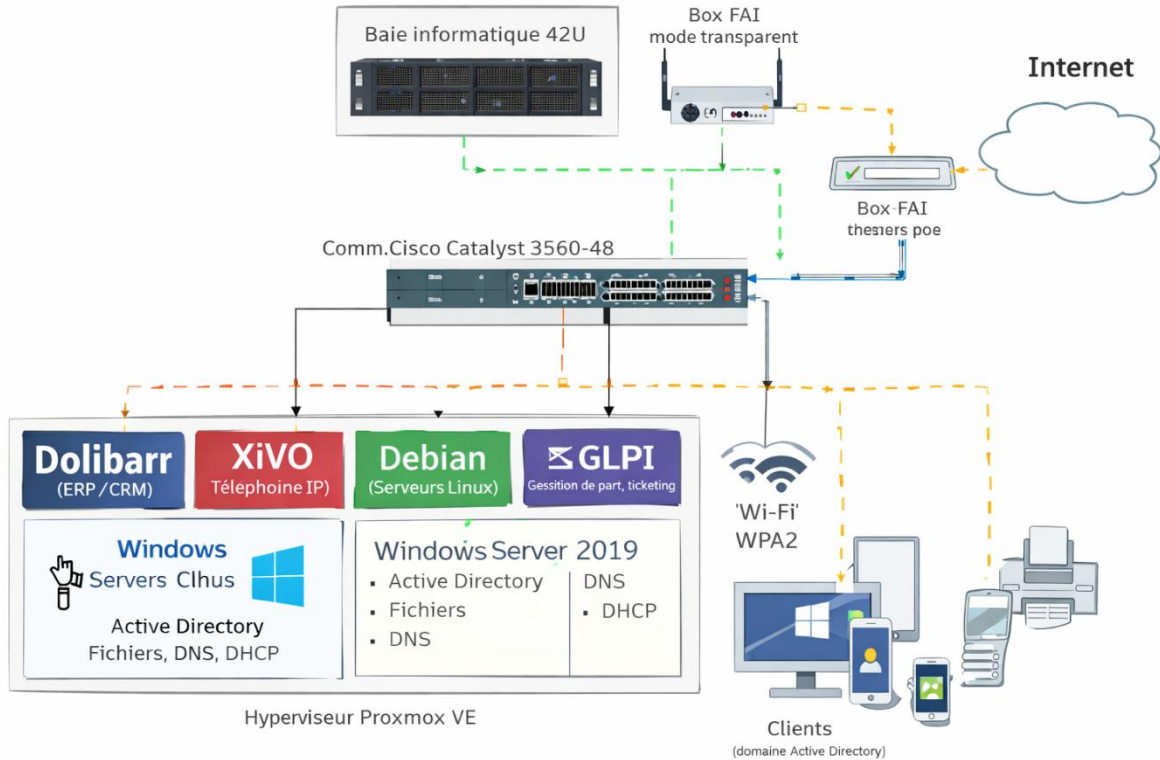 Baie informatique 42U
Box FAI
mode transparent
Internet
Box-FAI
poe
Comm.Cisco Catalyst 3560-48
Dolibarr
(ERP/CRM)
XiVO
Télephoine IP)
Debian
(Serveurs Linux)
GLPI
Gessition de part, ticketing
Windows
Servers Clhus
Active Directory
Fichiers, DNS, DHCP
Windows Server 2019
▪ Active Directory
▪ Fichiers
▪ DNS
DNS
▪ DHCP
'Wi-Fi'
WPA2
Hyperviseur Proxmox VE
Clients
(domaine Active Directory)